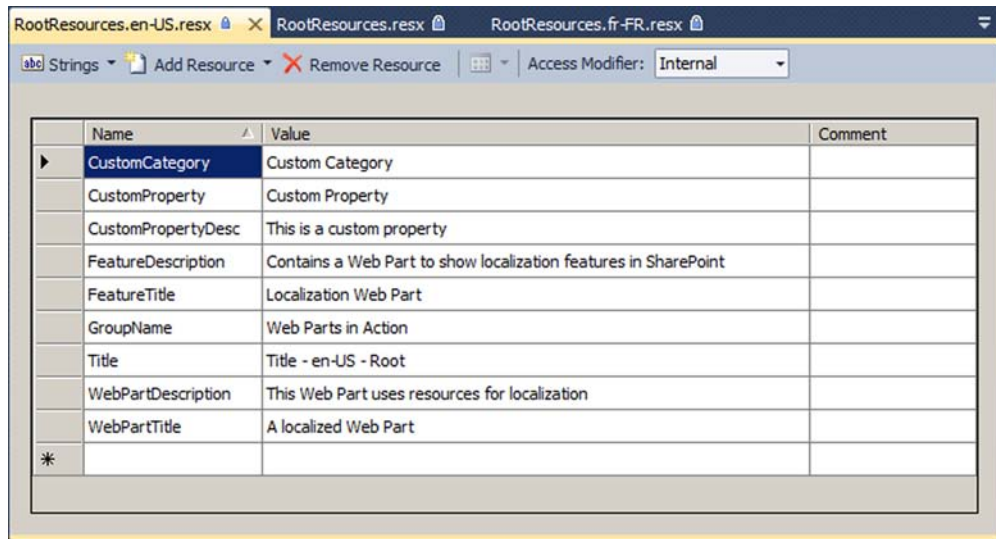 RootResources.en-US.resx RootResources.resx RootResources.fr-FR.resx
abc Strings Add Resource Remove Resource Access Modifier: Internal
Name Value Comment
CustomCategory Custom Category
CustomProperty Custom Property
CustomPropertyDesc This is a custom property
FeatureDescription Contains a Web Part to show localization features in SharePoint
FeatureTitle Localization Web Part
GroupName Web Parts in Action
Title Title - en-US - Root
WebPartDescription This Web Part uses resources for localization
WebPartTitle A localized Web Part